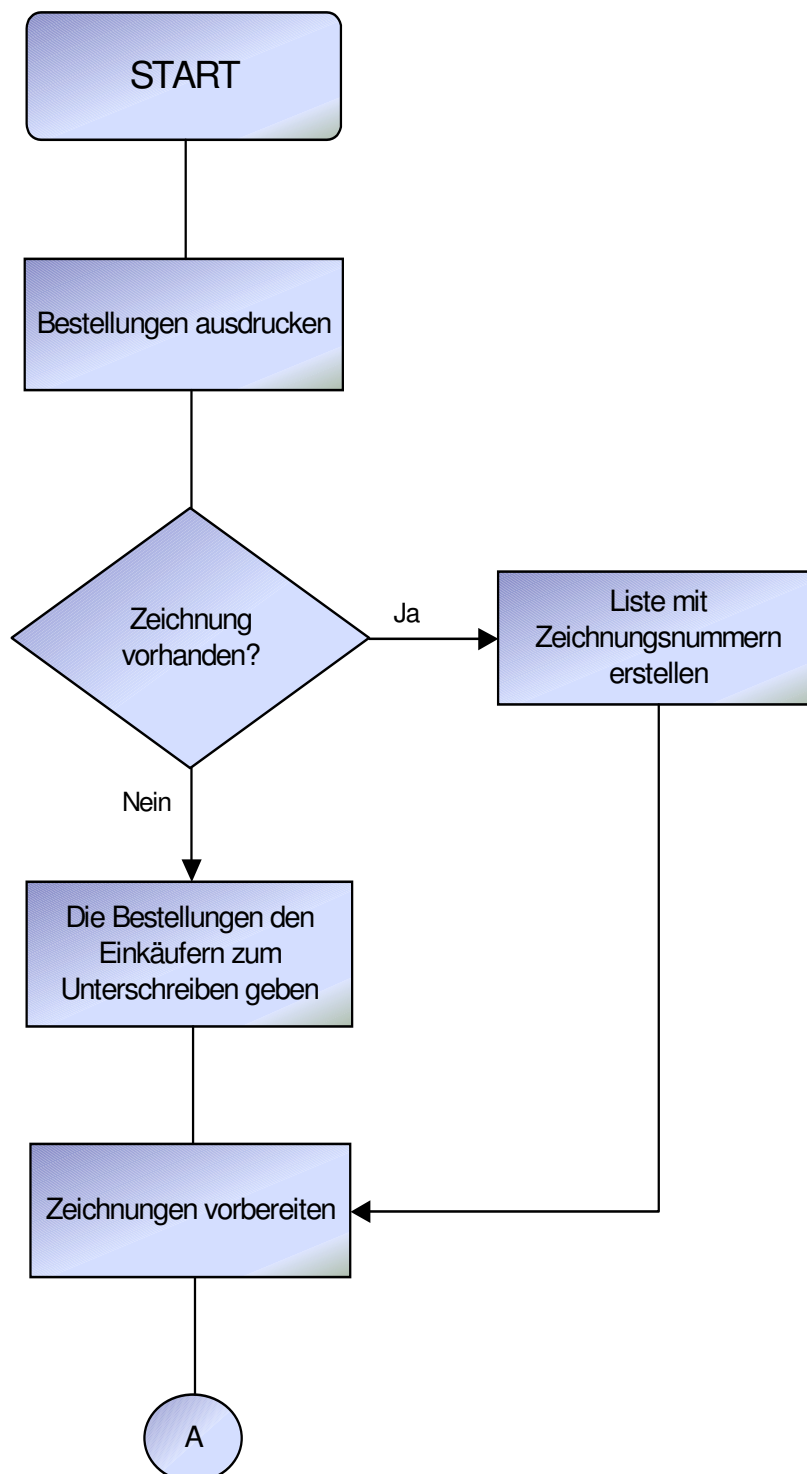 START
Bestellungen ausdrucken
Zeichnung
vorhanden?
Ja
Liste mit
Zeichnungsnummern
erstellen
Nein
Die Bestellungen den
Einkäufern zum
Unterschreiben geben
Zeichnungen vorbereiten
A